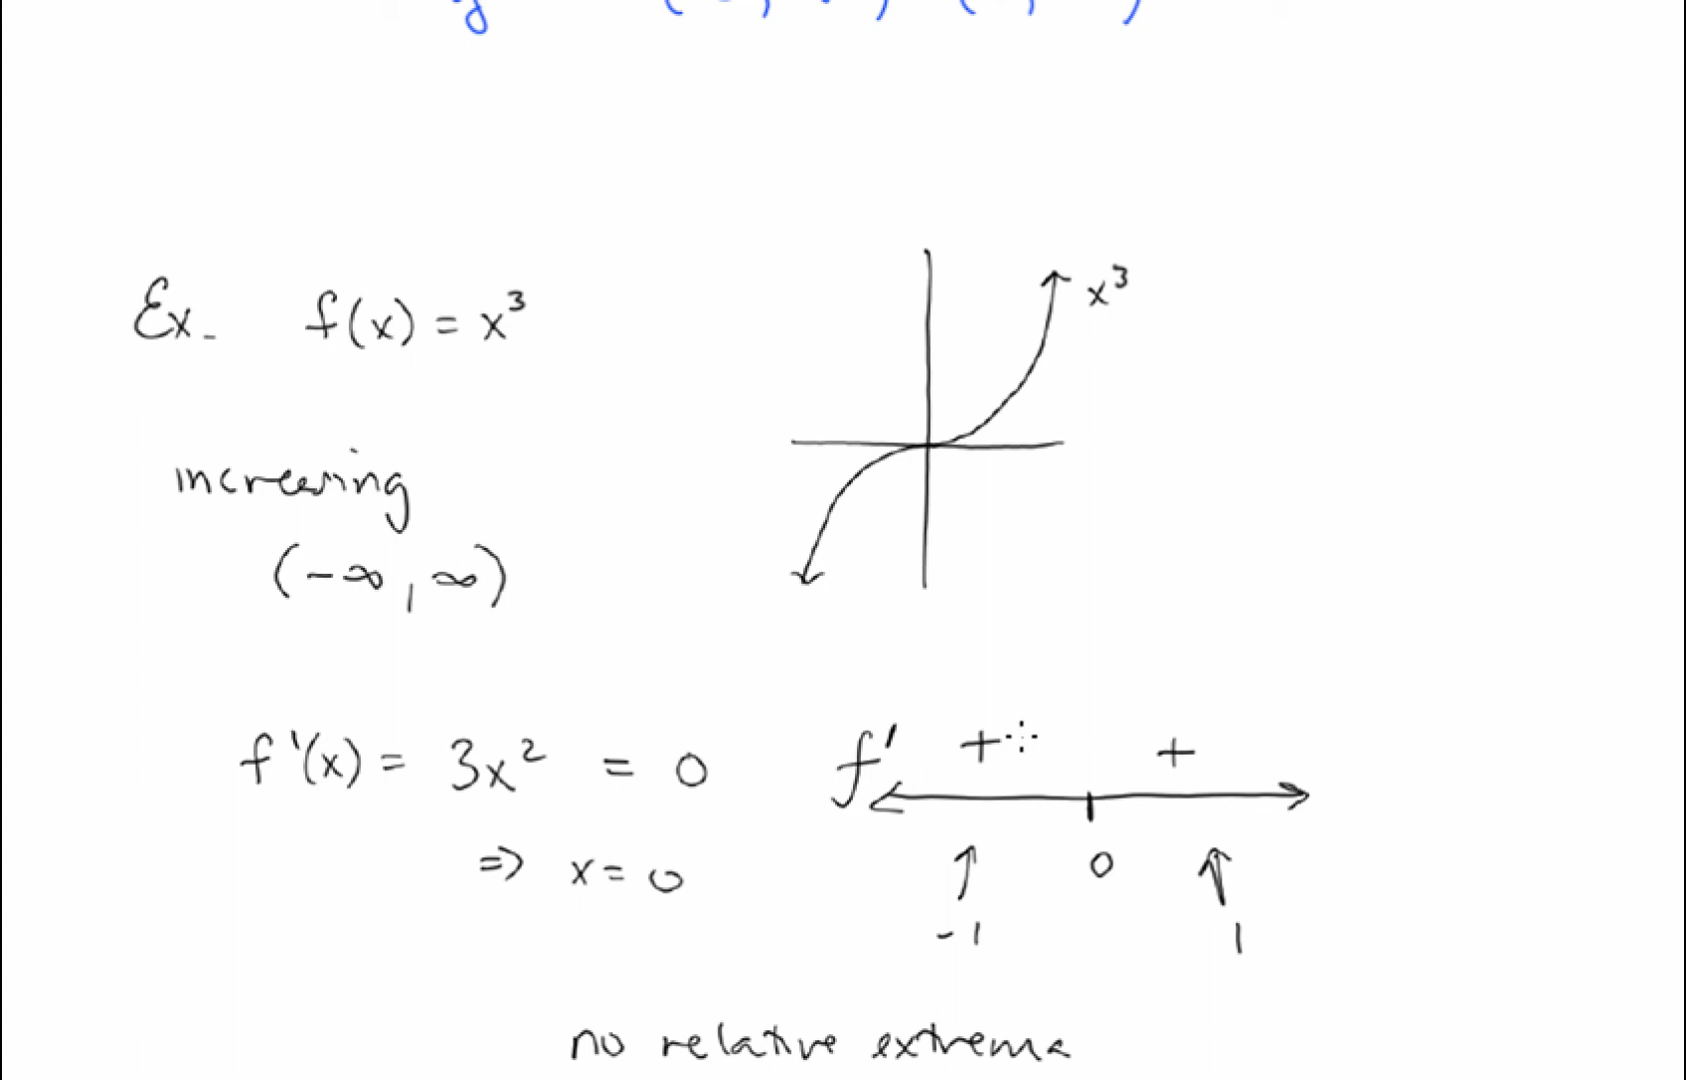 Ex. f(x) = x³
x³
increasing
(-∞, ∞)
f'(x) = 3x² = 0
⇒ x = 0
f' + +
0
-1 1
no relative extrema